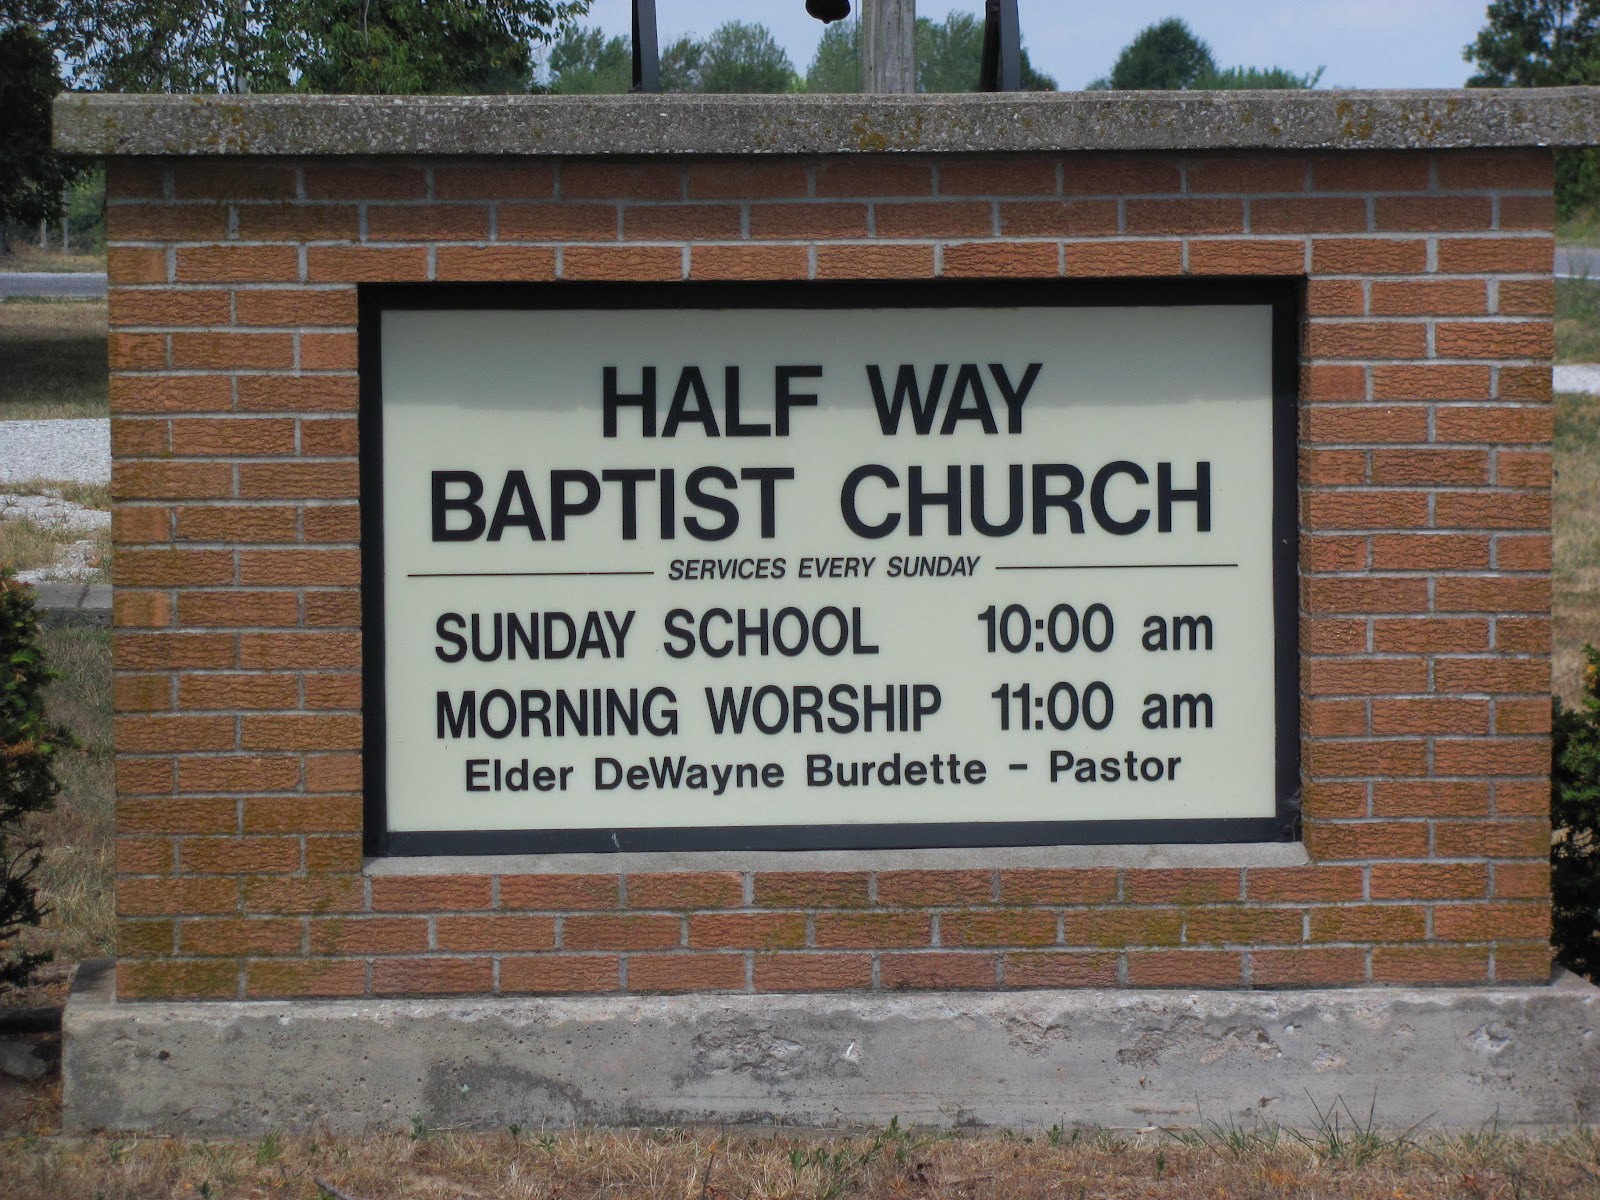 HALF WAY
BAPTIST CHURCH
SERVICES EVERY SUNDAY
SUNDAY SCHOOL 10:00 am
MORNING WORSHIP 11:00 am
Elder DeWayne Burdette - Pastor